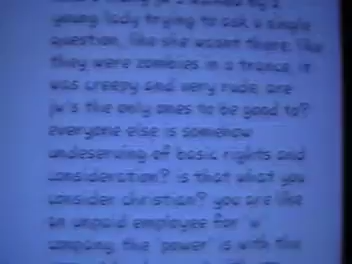 young lady trying to ask a single
question, like she wasnt there. like
they were zombies in a trance. it
was creepy and very rude. are
jw's the only ones to be good to?
everyone else is somehow
undeserving of basic rights and
consideration? is that what you
consider christian? you are like
an unpaid employee for 'a'
company. the 'power' is with the